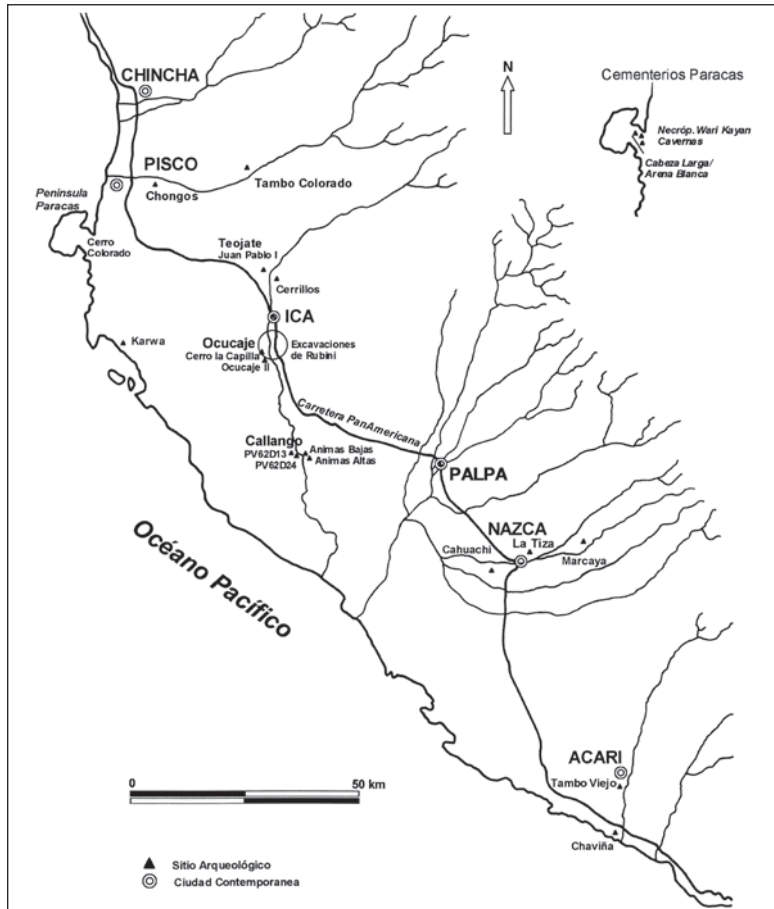 CHINCHA
N
Cementerios Paracas
Necróp. Wari Kayan
Cavernas
Cabeza Larga/
Arena Blanca
PISCO
Tambo Colorado
Chongos
Peninsula
Paracas
Cerro
Colorado
Teojate
Juan Pablo I
Cerrillos
ICA
Karwa
Ocucaje
Cerro la Capilla
Ocucaje II
Excavaciones
de Rubini
Carretera PanAmericana
Callango
PV62D13
PV62D24
Animas Bajas
Animas Altas
PALPA
NAZCA
La Tiza
Cahuachi
Marcaya
Océano Pacífico
ACARI
Tambo Viejo
Chaviña
0
50 km
Sitio Arqueológico
Ciudad Contemporanea